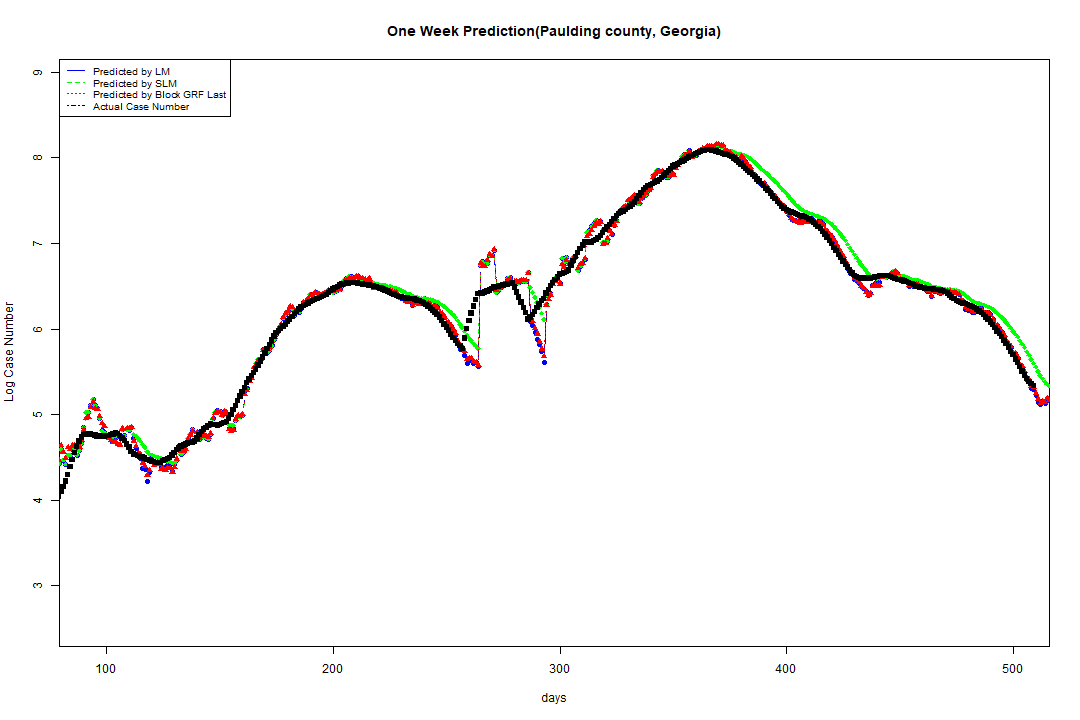 One Week Prediction(Paulding county, Georgia)
Predicted by LM
Predicted by SLM
Predicted by Block GRF Last
Actual Case Number
Log Case Number
9
8
7
6
5
4
3
100 200 300 400 500
days